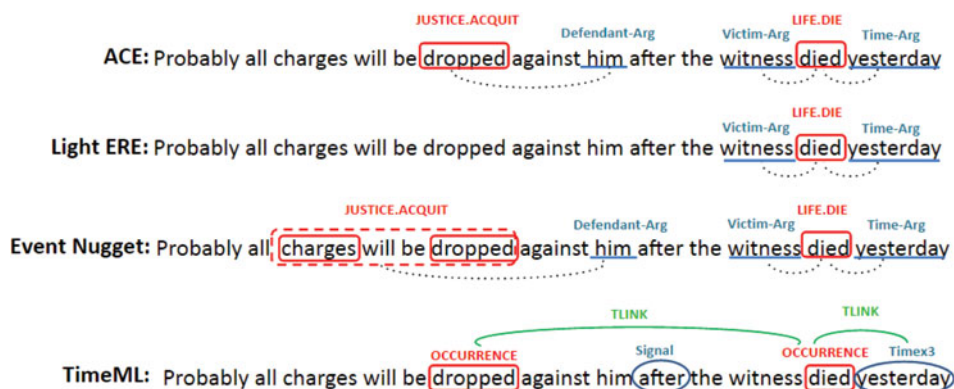 JUSTICE.ACQUIT LIFE.DIE
Defendant-Arg Victim-Arg Time-Arg
ACE: Probably all charges will be dropped against him after the witness died yesterday
LIFE.DIE
Victim-Arg Time-Arg
Light ERE: Probably all charges will be dropped against him after the witness died yesterday
JUSTICE.ACQUIT LIFE.DIE
Defendant-Arg Victim-Arg Time-Arg
Event Nugget: Probably all charges will be dropped against him after the witness died yesterday
TLINK TLINK
OCCURRENCE Signal OCCURRENCE Timex3
TimeML: Probably all charges will be dropped against him after the witness died yesterday